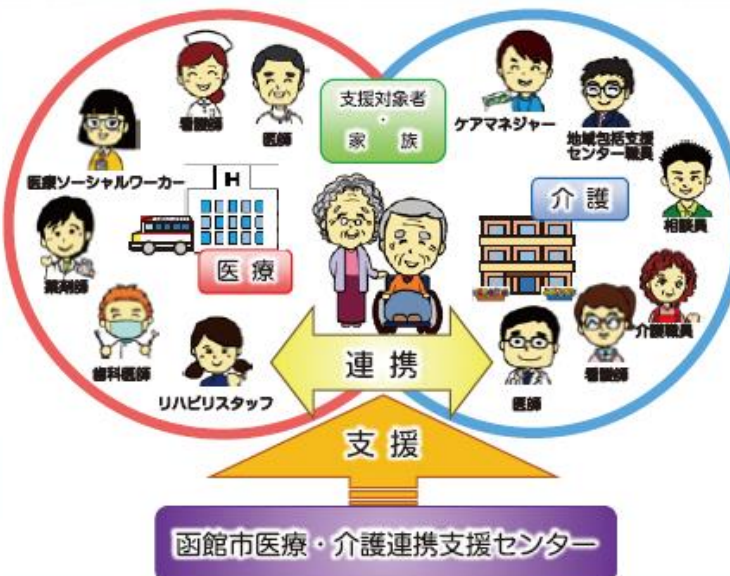 看護師
医師
支援対象者
・
家族
ケアマネジャー
地域包括支援
センター職員
医療ソーシャルワーカー
H
介護
相談員
薬剤師
医療
介護職員
歯科医師
リハビリスタッフ
連携
医師
看護師
支援
函館市医療・介護連携支援センター